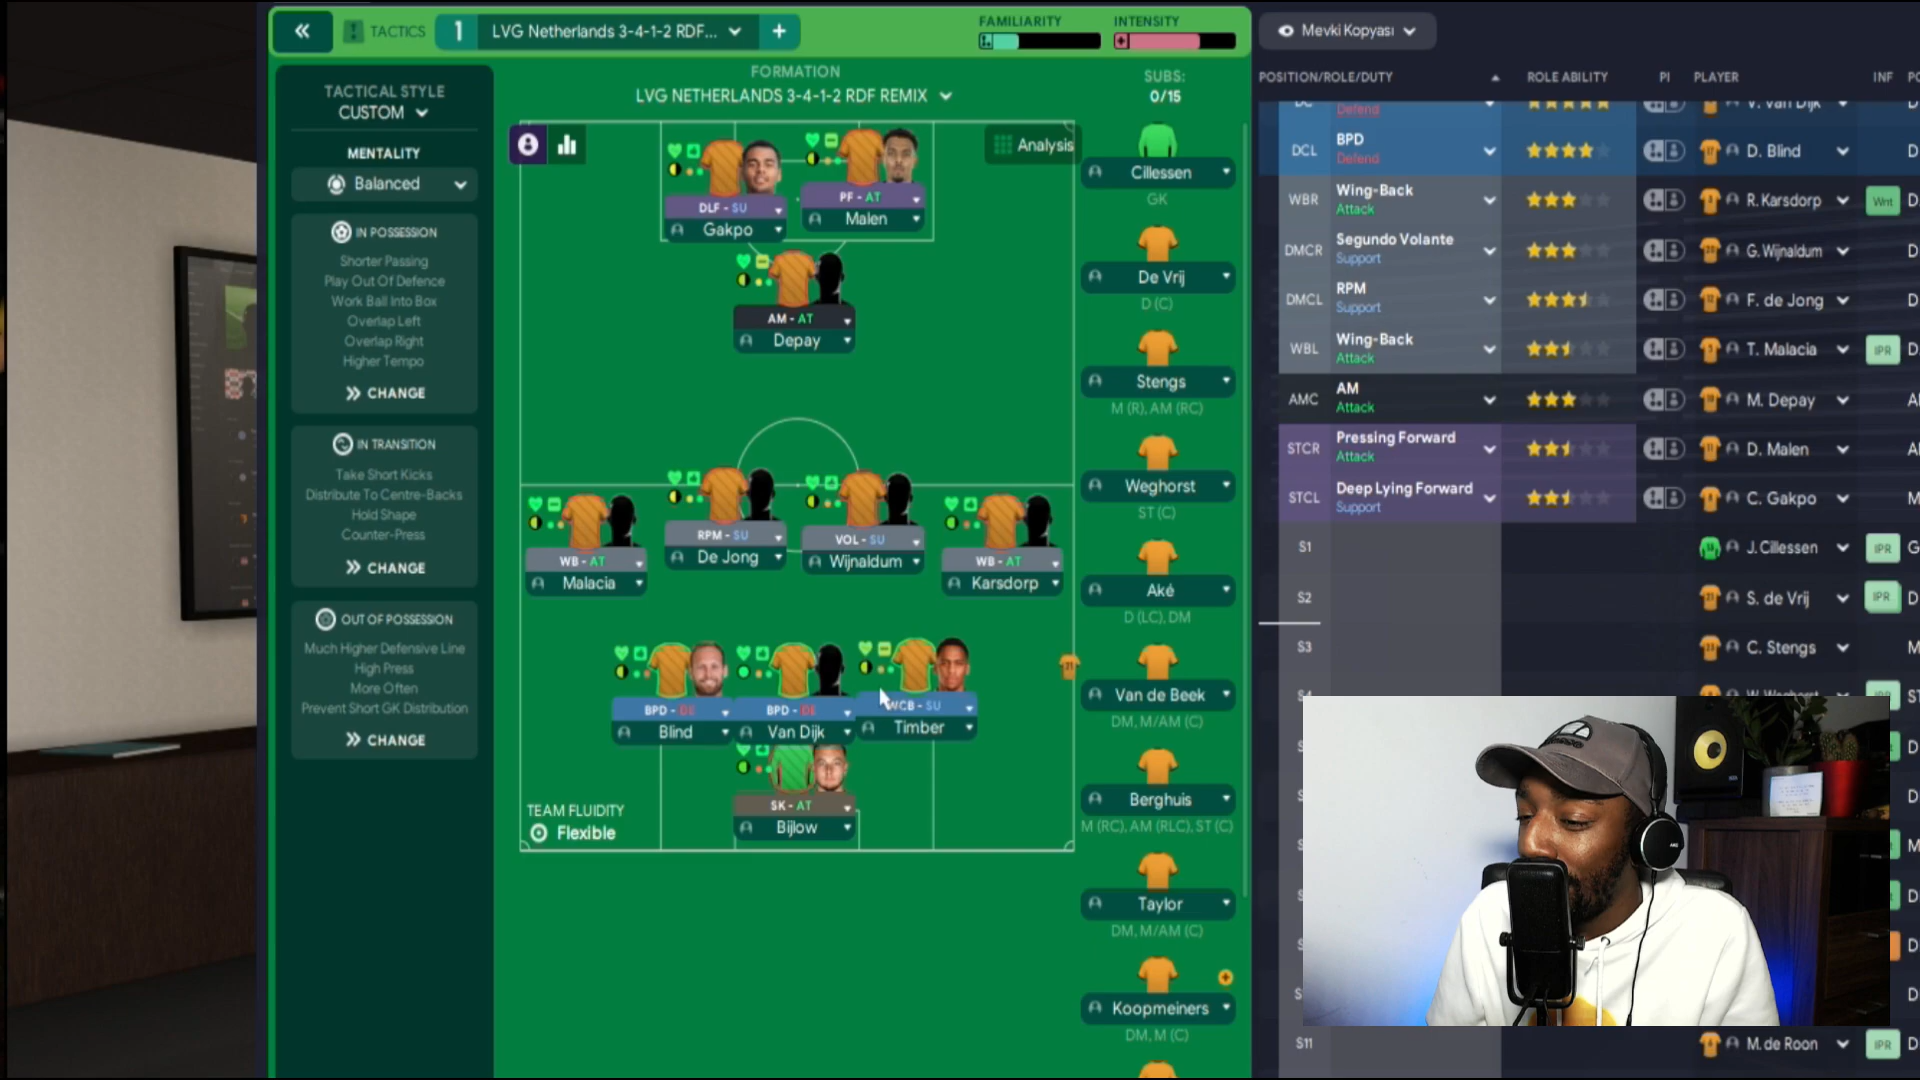 TACTICS
1
LVG Netherlands 3-4-1-2 RDF...
FAMILIARITY
INTENSITY
TACTICAL STYLE
CUSTOM
MENTALITY
Balanced
IN POSSESSION
Shorter Passing
Play Out Of Defence
Work Ball Into Box
Overlap Left
Overlap Right
Higher Tempo
CHANGE
IN TRANSITION
Take Short Kicks
Distribute To Centre-Backs
Hold Shape
Counter-Press
CHANGE
OUT OF POSSESSION
Much Higher Defensive Line
High Press
More Often
Prevent Short GK Distribution
CHANGE
FORMATION
LVG NETHERLANDS 3-4-1-2 RDF REMIX
Analysis
DLF - SU
Gakpo
PF - AT
Malen
AM - AT
Depay
WB - AT
Malacia
RPM - SU
De Jong
VOL - SU
Wijnaldum
WB - AT
Karsdorp
BPD - DE
Blind
BPD - DE
Van Dijk
WCB - SU
Timber
21
SK - AT
Bijlow
TEAM FLUIDITY
Flexible
SUBS:
0/15
Cillessen
GK
De Vrij
D (C)
Stengs
M (R), AM (RC)
Weghorst
ST (C)
Aké
D (LC), DM
Van de Beek
DM, M/AM (C)
Berghuis
M (RC), AM (RLC), ST (C)
Taylor
DM, M/AM (C)
Koopmeiners
DM, M (C)
Mevki Kopyası
POSITION/ROLE/DUTY ROLE ABILITY PI PLAYER INF
DC Defend V. Van Dijk
DCL BPD Defend D. Blind
WBR Wing-Back Attack R. Karsdorp Wnt
DMCR Segundo Volante Support G. Wijnaldum
DMCL RPM Support F. de Jong
WBL Wing-Back Attack T. Malacia IPR
AMC AM Attack M. Depay
STCR Pressing Forward Attack D. Malen
STCL Deep Lying Forward Support C. Gakpo
S1 J. Cillessen IPR
S2 S. de Vrij IPR
S3 C. Stengs
S4 W. Weghorst
S11 M. de Roon IPR